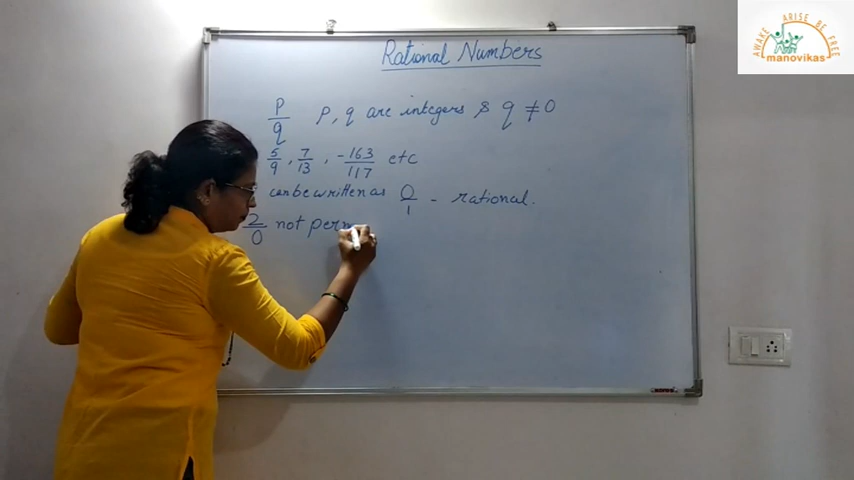 AWAKE ARISE BE FREE
manovikas
Rational Numbers
p/q p, q are integers & q ≠ 0
5/9, 7/13, -163/117 etc
can be written as 0/1 - rational.
2/0 not perm